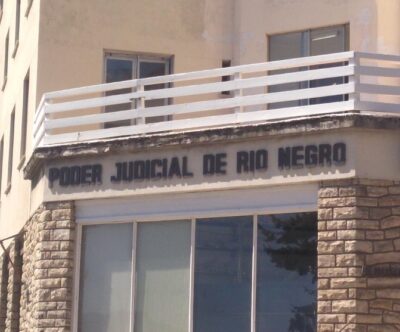 PODER JUDICIAL DE RIO NEGRO